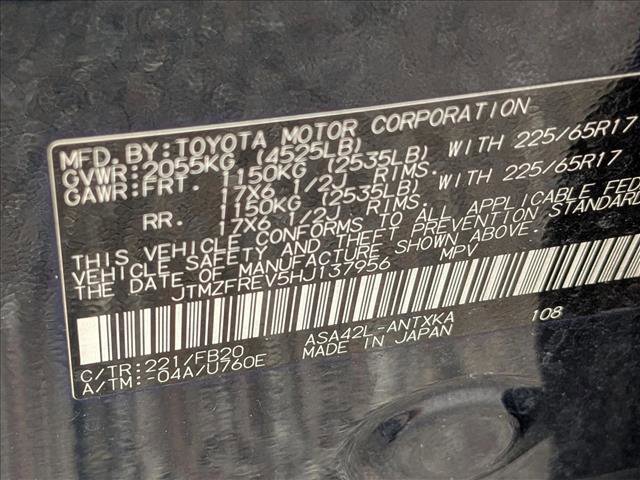 MFD. BY: TOYOTA MOTOR CORPORATION
GVWR: 2055KG (4525LB)
GAWR: FRT. 1150KG (2535LB) WITH 225/65R17
17X6 1/2J RIMS.
RR. 1150KG (2535LB) WITH 225/65R17
17X6 1/2J RIMS.
THIS VEHICLE CONFORMS TO ALL APPLICABLE FED
VEHICLE SAFETY AND THEFT PREVENTION STANDARD
THE DATE OF MANUFACTURE SHOWN ABOVE.
JTMZFREV5HJ137956 MPV
C/TR: 221/FB20 ASA42L-ANTXKA 108
A/TM: -04A/U760E MADE IN JAPAN